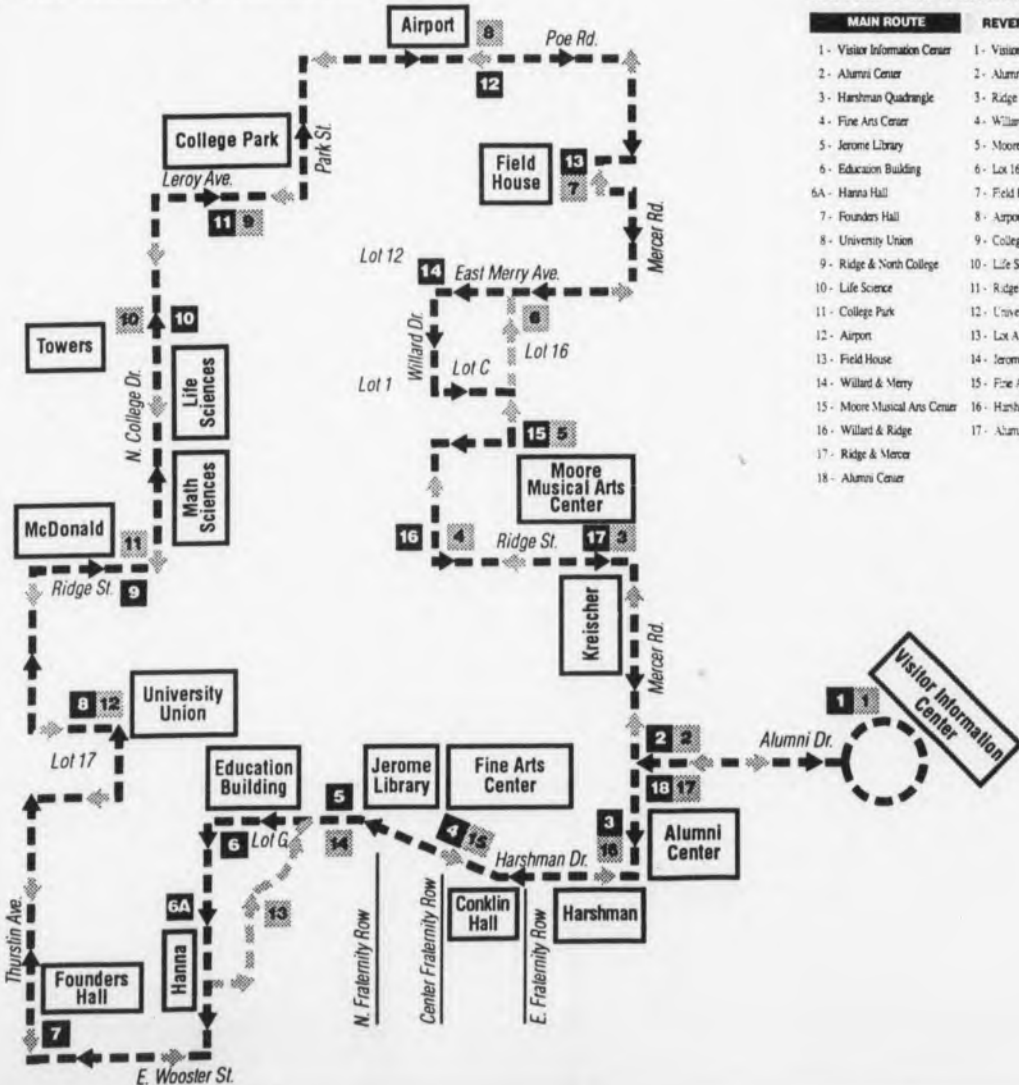 MAIN ROUTE
1 - Visitor Information Center
2 - Alumni Center
3 - Harshman Quadrangle
4 - Fine Arts Center
5 - Jerome Library
6 - Education Building
6A - Hanna Hall
7 - Founders Hall
8 - University Union
9 - Ridge & North College
10 - Life Science
11 - College Park
12 - Airport
13 - Field House
14 - Willard & Merry
15 - Moore Musical Arts Center
16 - Willard & Ridge
17 - Ridge & Mercer
18 - Alumni Center
REVE
1 - Visitor
2 - Alumn
3 - Ridge
4 - Willar
5 - Moore
6 - Lot 16
7 - Field
8 - Airpo
9 - Colleg
10 - Life S
11 - Ridge
12 - Unive
13 - Lot A
14 - Jerom
15 - Fine A
16 - Harsh
17 - Alum
Airport
8
Poe Rd.
12
College Park
Park St.
Leroy Ave.
11 9
Field
House
13
7
Mercer Rd.
Lot 12
14
East Merry Ave.
6
Lot 16
Willard Dr.
Lot 1
Lot C
10 10
Towers
N. College Dr.
Life
Sciences
Math
Sciences
15 5
Moore
Musical Arts
Center
McDonald
11
Ridge St.
9
16
4
Ridge St.
17 3
Kreischer
Mercer Rd.
8 12
University
Union
Lot 17
Visitor Information
Center
1 1
Alumni Dr.
2 2
18 17
Education
Building
5
Jerome
Library
Fine Arts
Center
3
16
Alumni
Center
6
Lot G
14
4 15
Harshman Dr.
6A
13
Conklin
Hall
Harshman
Hanna
Thurstin Ave.
Founders
Hall
7
N. Fraternity Row
Center Fraternity Row
E. Fraternity Row
E. Wooster St.